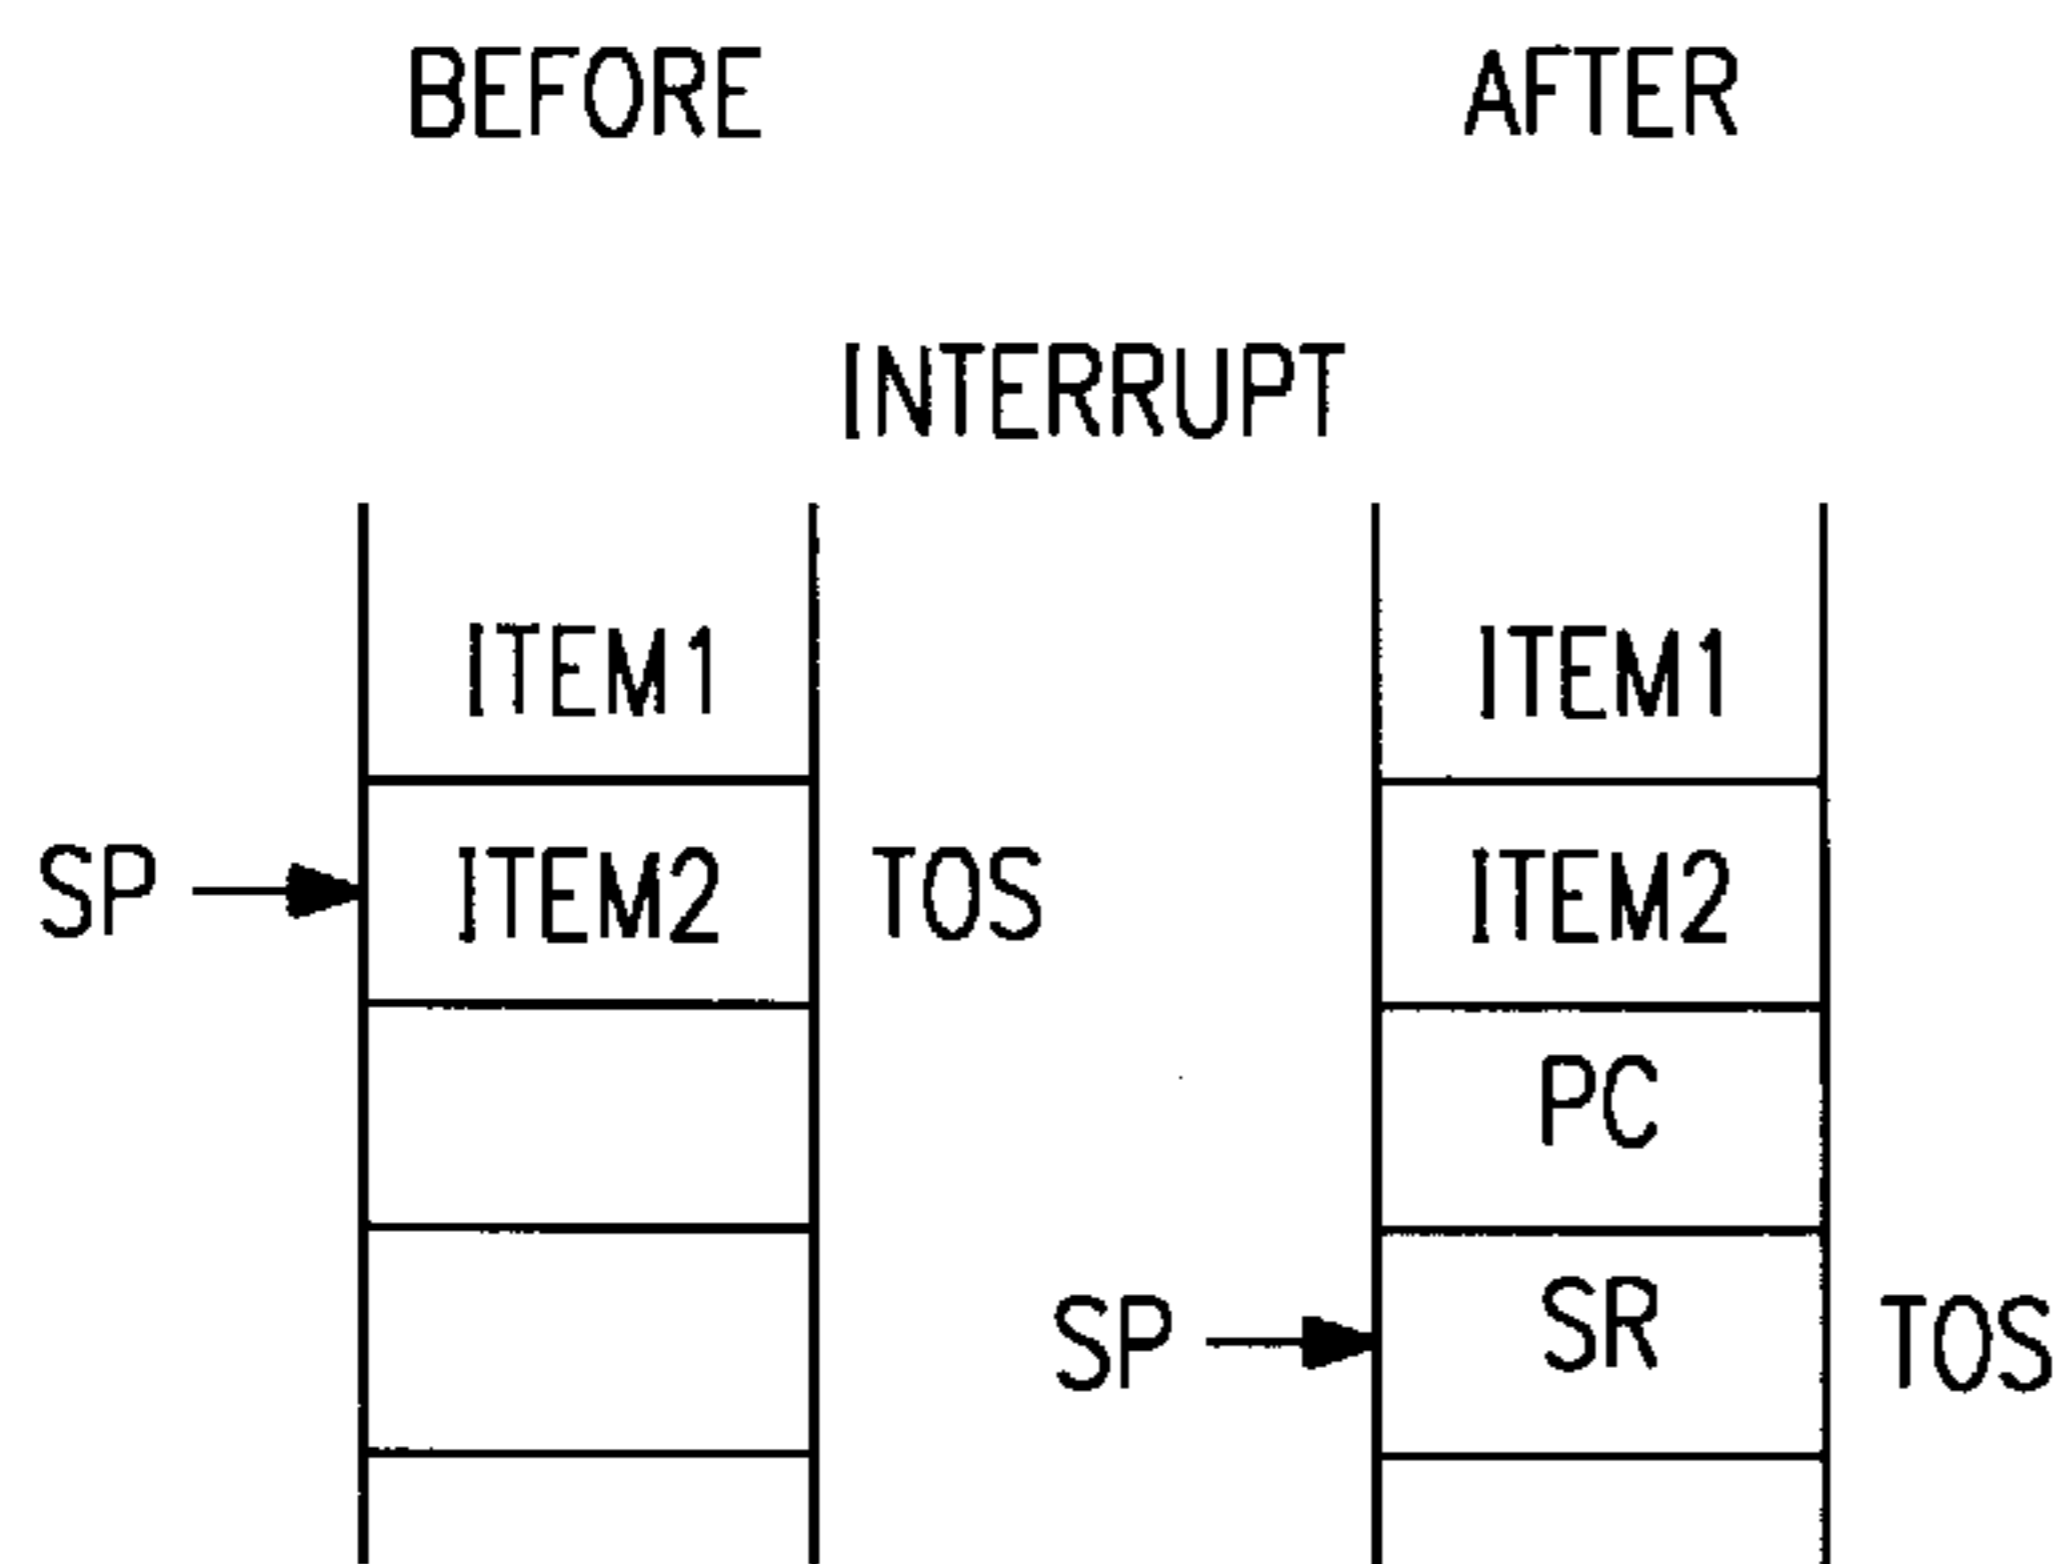 BEFORE AFTER
INTERRUPT
ITEM1 ITEM1
SP ITEM2 TOS ITEM2
PC
SP SR TOS